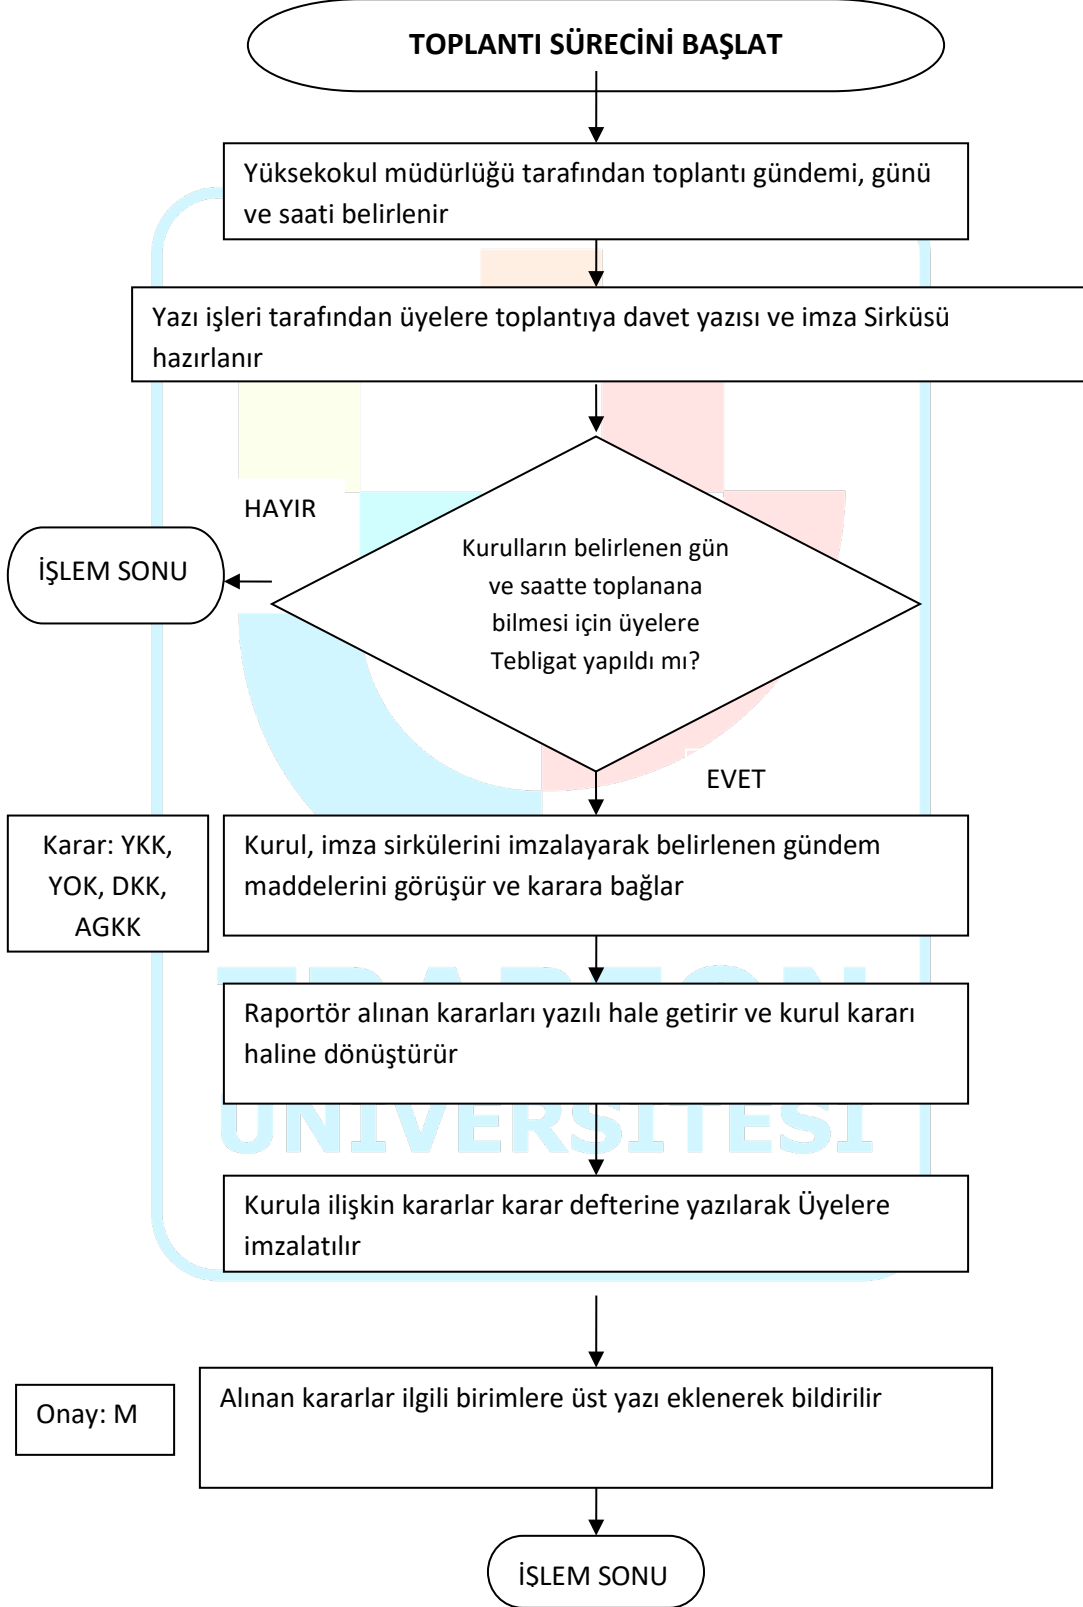 TOPLANTI SÜRECİNİ BAŞLAT
Yüksekokul müdürlüğü tarafından toplantı gündemi, günü
ve saati belirlenir
Yazı işleri tarafından üyelere toplantıya davet yazısı ve imza Sirküsü
hazırlanır
HAYIR
İŞLEM SONU
Kurulların belirlenen gün
ve saatte toplanana
bilmesi için üyelere
Tebligat yapıldı mı?
EVET
Karar: YKK,
YOK, DKK,
AGKK
Kurul, imza sirkülerini imzalayarak belirlenen gündem
maddelerini görüşür ve karara bağlar
TRABZON
Raportör alınan kararları yazılı hale getirir ve kurul kararı
haline dönüştürür
ÜNİVERSİTESİ
Kurula ilişkin kararlar karar defterine yazılarak Üyelere
imzalatılır
Onay: M
Alınan kararlar ilgili birimlere üst yazı eklenerek bildirilir
İŞLEM SONU